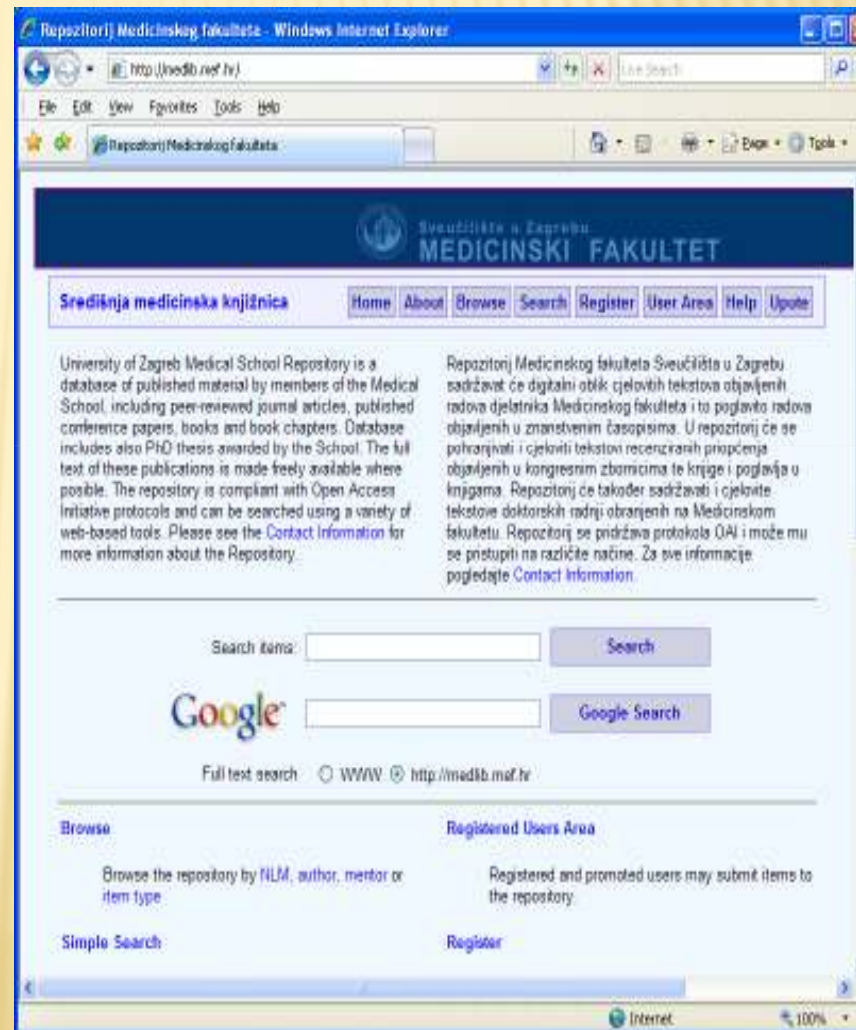 Repozitorij Medicinskog fakulteta - Windows Internet Explorer
http://medlib.mef.hr/
Live Search
File Edit View Favorites Tools Help
Repozitorij Medicinskog fakulteta
Page Tools
Sveučilište u Zagrebu
MEDICINSKI FAKULTET
Središnja medicinska knjižnica
Home About Browse Search Register User Area Help Upute
University of Zagreb Medical School Repository is a
database of published material by members of the Medical
School, including peer-reviewed journal articles, published
conference papers, books and book chapters. Database
includes also PhD thesis awarded by the School. The full
text of these publications is made freely available where
posible. The repository is compliant with Open Access
Initiative protocols and can be searched using a variety of
web-based tools. Please see the Contact Information for
more information about the Repository.
Repozitorij Medicinskog fakulteta Sveučilišta u Zagrebu
sadržavat će digitalni oblik cjelovitih tekstova objavljenih
radova djelatnika Medicinskog fakulteta i to poglavito radova
objavljenih u znanstvenim časopisima. U repozitorij će se
pohranjivati i cjeloviti tekstovi recenziranih priopćenja
objavljenih u kongresnim zbornicima te knjige i poglavlja u
knjigama. Repozitorij će također sadržavati i cjelovite
tekstove doktorskih radnji obranjenih na Medicinskom
fakultetu. Repozitorij se pridržava protokola OAI i može mu
se pristupiti na različite načine. Za sve informacije
pogledajte Contact Information.
Search items: Search
Google Google Search
Full text search WWW http://medlib.mef.hr
Browse
Browse the repository by NLM, author, mentor or
item type
Registered Users Area
Registered and promoted users may submit items to
the repository.
Simple Search
Register
Internet 100%